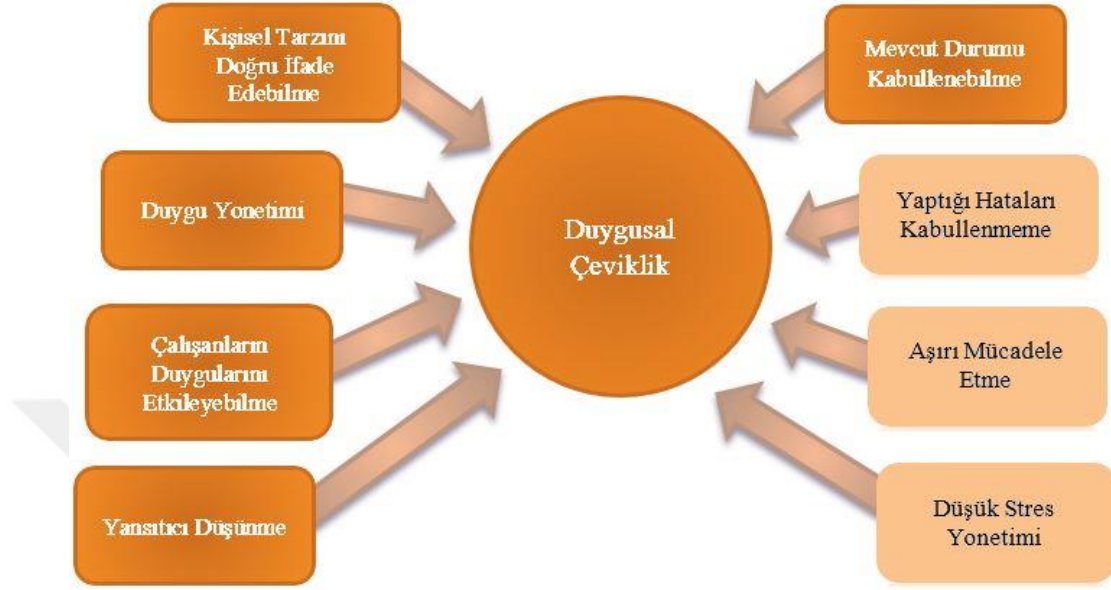 Kişisel Tarzını
Doğru İfade
Edebilme
Duygu Yonetimi
Çalışanların
Duygularını
Etkileyebilme
Yansıtıcı Düşünme
Duygusal
Çeviklik
Mevcut Durumu
Kabullenebilme
Yaptığı Hataları
Kabullenmeme
Aşırı Mücadele
Etme
Düşük Stres
Yonetimi